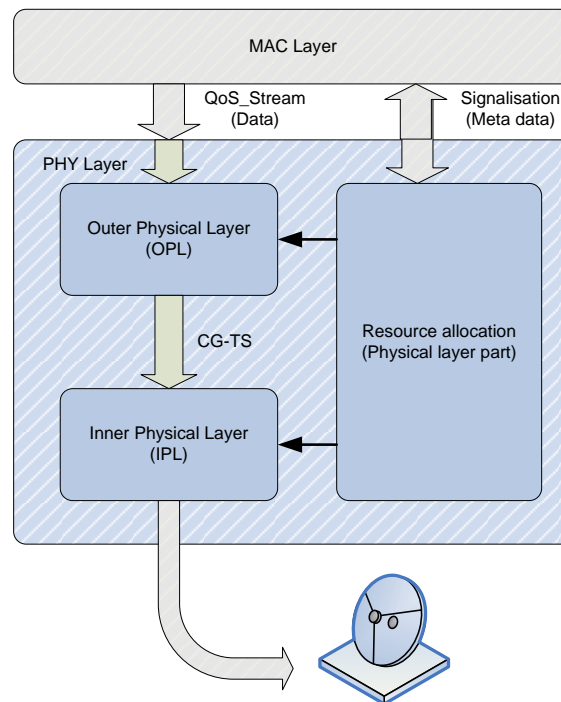 MAC Layer
QoS_Stream
(Data)
Signalisation
(Meta data)
PHY Layer
Outer Physical Layer
(OPL)
CG-TS
Resource allocation
(Physical layer part)
Inner Physical Layer
(IPL)